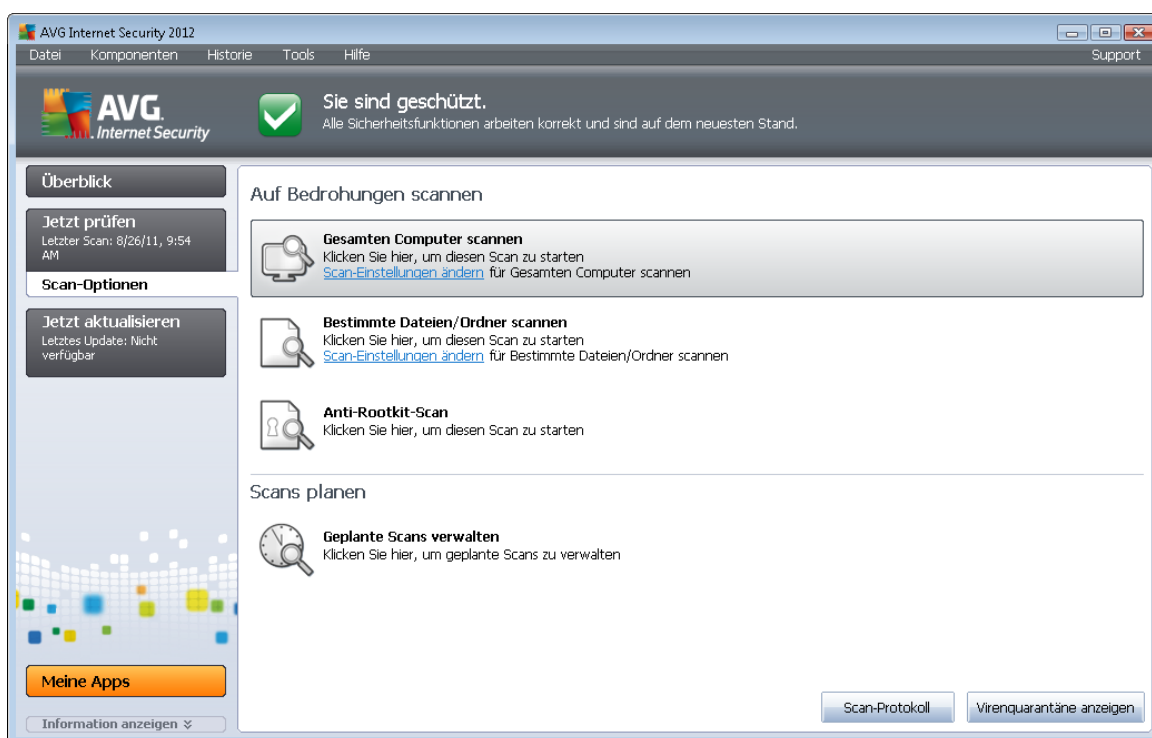 AVG Internet Security 2012
Datei Komponenten Historie Tools Hilfe Support
AVG.
Internet Security
Sie sind geschützt.
Alle Sicherheitsfunktionen arbeiten korrekt und sind auf dem neuesten Stand.
Überblick
Jetzt prüfen
Letzter Scan: 8/26/11, 9:54
AM
Scan-Optionen
Jetzt aktualisieren
Letztes Update: Nicht
verfügbar
Auf Bedrohungen scannen
Gesamten Computer scannen
Klicken Sie hier, um diesen Scan zu starten
Scan-Einstellungen ändern für Gesamten Computer scannen
Bestimmte Dateien/Ordner scannen
Klicken Sie hier, um diesen Scan zu starten
Scan-Einstellungen ändern für Bestimmte Dateien/Ordner scannen
Anti-Rootkit-Scan
Klicken Sie hier, um diesen Scan zu starten
Scans planen
Geplante Scans verwalten
Klicken Sie hier, um geplante Scans zu verwalten
Meine Apps
Information anzeigen
Scan-Protokoll
Virenquarantäne anzeigen